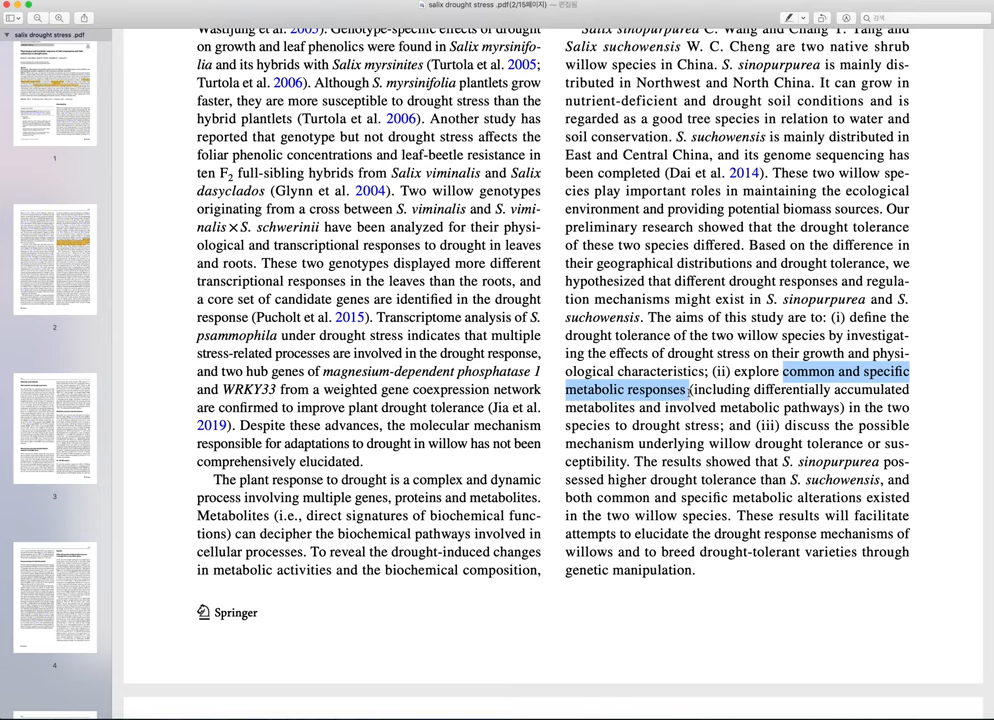 salix drought stress .pdf(2/15페이지) — 편집됨
검색
salix drought stress .pdf
1
2
3
4
Wastljung et al. 2005). Genotype-specific effects of drought
on growth and leaf phenolics were found in Salix myrsinifo-
lia and its hybrids with Salix myrsinites (Turtola et al. 2005;
Turtola et al. 2006). Although S. myrsinifolia plantlets grow
faster, they are more susceptible to drought stress than the
hybrid plantlets (Turtola et al. 2006). Another study has
reported that genotype but not drought stress affects the
foliar phenolic concentrations and leaf-beetle resistance in
ten F2 full-sibling hybrids from Salix viminalis and Salix
dasyclados (Glynn et al. 2004). Two willow genotypes
originating from a cross between S. viminalis and S. vimi-
nalis × S. schwerinii have been analyzed for their physi-
ological and transcriptional responses to drought in leaves
and roots. These two genotypes displayed more different
transcriptional responses in the leaves than the roots, and
a core set of candidate genes are identified in the drought
response (Pucholt et al. 2015). Transcriptome analysis of S.
psammophila under drought stress indicates that multiple
stress-related processes are involved in the drought response,
and two hub genes of magnesium-dependent phosphatase 1
and WRKY33 from a weighted gene coexpression network
are confirmed to improve plant drought tolerance (Jia et al.
2019). Despite these advances, the molecular mechanism
responsible for adaptations to drought in willow has not been
comprehensively elucidated.
The plant response to drought is a complex and dynamic
process involving multiple genes, proteins and metabolites.
Metabolites (i.e., direct signatures of biochemical func-
tions) can decipher the biochemical pathways involved in
cellular processes. To reveal the drought-induced changes
in metabolic activities and the biochemical composition,
Springer
Salix sinopurpurea C. Wang and Chang Y. Yang and
Salix suchowensis W. C. Cheng are two native shrub
willow species in China. S. sinopurpurea is mainly dis-
tributed in Northwest and North China. It can grow in
nutrient-deficient and drought soil conditions and is
regarded as a good tree species in relation to water and
soil conservation. S. suchowensis is mainly distributed in
East and Central China, and its genome sequencing has
been completed (Dai et al. 2014). These two willow spe-
cies play important roles in maintaining the ecological
environment and providing potential biomass sources. Our
preliminary research showed that the drought tolerance
of these two species differed. Based on the difference in
their geographical distributions and drought tolerance, we
hypothesized that different drought responses and regula-
tion mechanisms might exist in S. sinopurpurea and S.
suchowensis. The aims of this study are to: (i) define the
drought tolerance of the two willow species by investigat-
ing the effects of drought stress on their growth and physi-
ological characteristics; (ii) explore common and specific
metabolic responses (including differentially accumulated
metabolites and involved metabolic pathways) in the two
species to drought stress; and (iii) discuss the possible
mechanism underlying willow drought tolerance or sus-
ceptibility. The results showed that S. sinopurpurea pos-
sessed higher drought tolerance than S. suchowensis, and
both common and specific metabolic alterations existed
in the two willow species. These results will facilitate
attempts to elucidate the drought response mechanisms of
willows and to breed drought-tolerant varieties through
genetic manipulation.